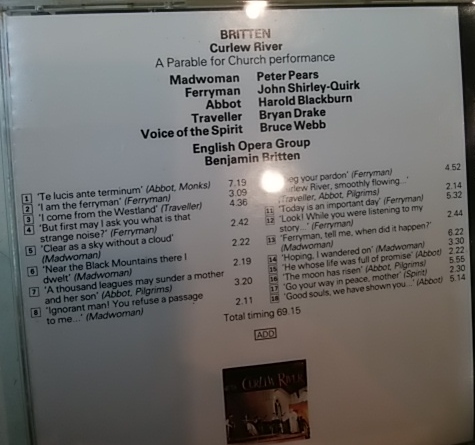 BRITTEN
Curlew River
A Parable for Church performance
Madwoman Peter Pears
Ferryman John Shirley-Quirk
Abbot Harold Blackburn
Traveller Bryan Drake
Voice of the Spirit Bruce Webb
English Opera Group
Benjamin Britten
1 'Te lucis ante terminum' (Abbot, Monks) 7.19
2 'I am the ferryman' (Ferryman) 3.09
3 'I come from the Westland' (Traveller) 4.36
4 'But first may I ask you what is that
strange noise?' (Ferryman) 2.42
5 'Clear as a sky without a cloud'
(Madwoman) 2.22
6 'Near the Black Mountains there I
dwelt' (Madwoman) 2.19
7 'A thousand leagues may sunder a mother
and her son' (Abbot, Pilgrims) 3.20
8 'Ignorant man! You refuse a passage
to me...' (Madwoman) 2.11
beg your pardon' (Ferryman) 4.52
River, smoothly flowing...'
(Traveller, Abbot, Pilgrims) 2.14
11 'Today is an important day' (Ferryman) 5.32
12 'Look! While you were listening to my
story...' (Ferryman) 2.44
13 'Ferryman, tell me, when did it happen?'
(Madwoman) 6.22
14 'Hoping, I wandered on' (Madwoman) 3.30
15 'He whose life was full of promise' (Abbot) 2.22
16 'The moon has risen' (Abbot, Pilgrims) 5.55
17 'Go your way in peace, mother' (Spirit) 2.30
18 'Good souls, we have shown you...' (Abbot) 5.14
Total timing 69.15
ADD
CURLEW RIVER